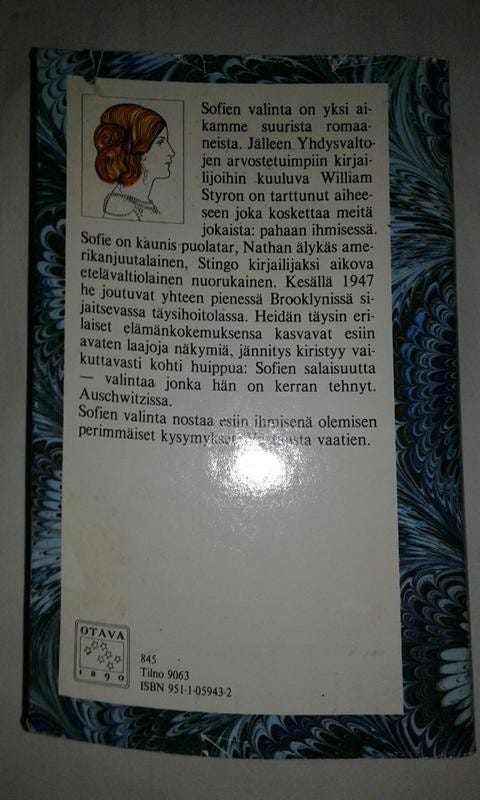 Sofien valinta on yksi ai-
kamme suurista romaa-
neista. Jälleen Yhdysvalto-
jen arvostetuimpiin kirjai-
lijoihin kuuluva William
Styron on tarttunut aihee-
seen joka koskettaa meitä
jokaista: pahaan ihmisessä.
Sofie on kaunis puolatar, Nathan älykäs ame-
rikanjuutalainen, Stingo kirjailijaksi aikova
etelävaltiolainen nuorukainen. Kesällä 1947
he joutuvat yhteen pienessä Brooklynissä si-
jaitsevassa täysihoitolassa. Heidän täysin eri-
laiset elämänkokemuksensa kasvavat esiin
avaten laajoja näkymiä, jännitys kiristyy vai-
kuttavasti kohti huippua: Sofien salaisuutta
— valintaa jonka hän on kerran tehnyt.
Auschwitzissa.
Sofien valinta nostaa esiin ihmisenä olemisen
perimmäiset kysymykset. vaatien.
OTAVA
1890
845
Tilno 9063
ISBN 951-1-05943-2